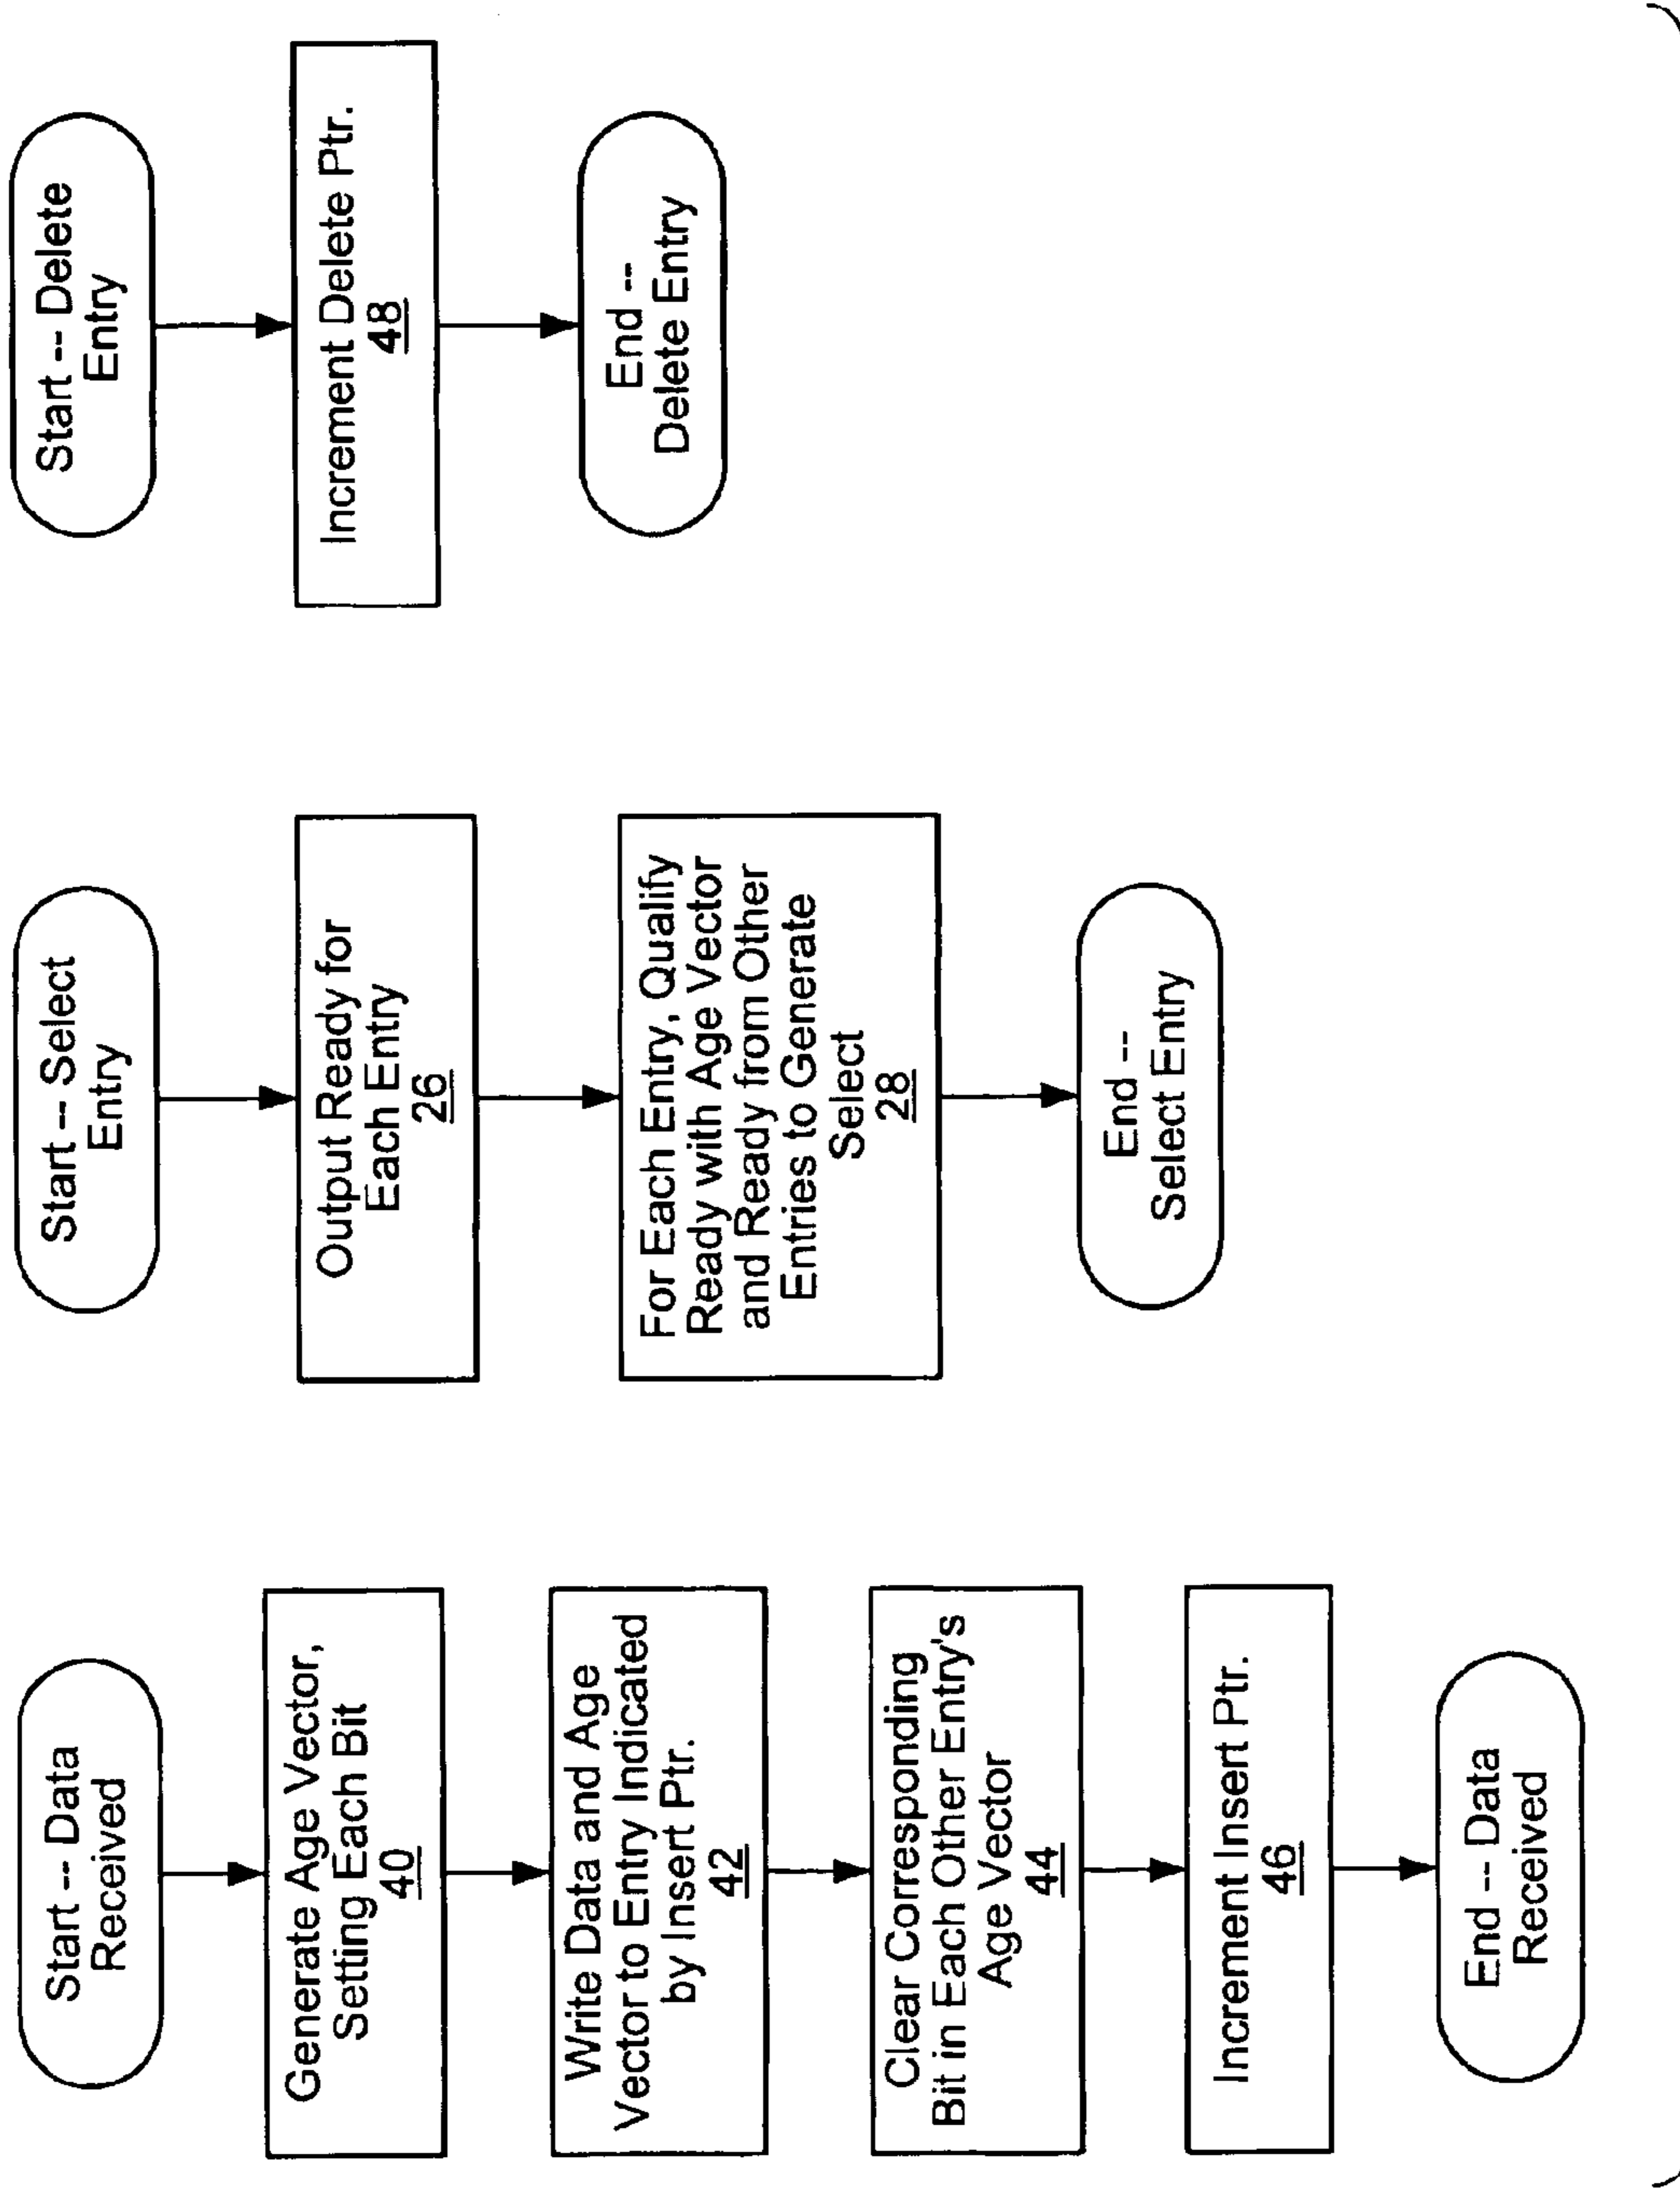 Start -- Data
Received
Generate Age Vector,
Setting Each Bit
40
Write Data and Age
Vector to Entry Indicated
by Insert Ptr.
42
Clear Corresponding
Bit in Each Other Entry's
Age Vector
44
Increment Insert Ptr.
46
End -- Data
Received
Start -- Select
Entry
Output Ready for
Each Entry
26
For Each Entry, Qualify
Ready with Age Vector
and Ready from Other
Entries to Generate
Select
28
End --
Select Entry
Start -- Delete
Entry
Increment Delete Ptr.
48
End --
Delete Entry